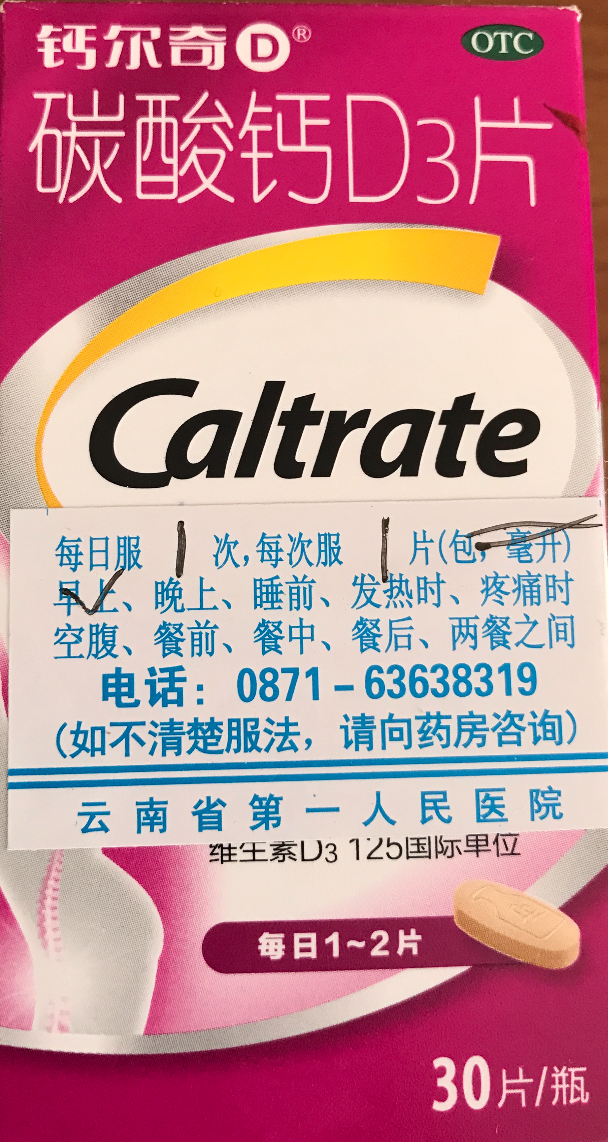 钙尔奇D®
OTC
碳酸钙D3片
Caltrate
每日服 1 次,每次服 1 片(包,毫升)
早上、晚上、睡前、发热时、疼痛时
空腹、餐前、餐中、餐后、两餐之间
电话：0871-63638319
(如不清楚服法，请向药房咨询)
云南省第一人民医院
维生素D3 125国际单位
每日1~2片
30片/瓶